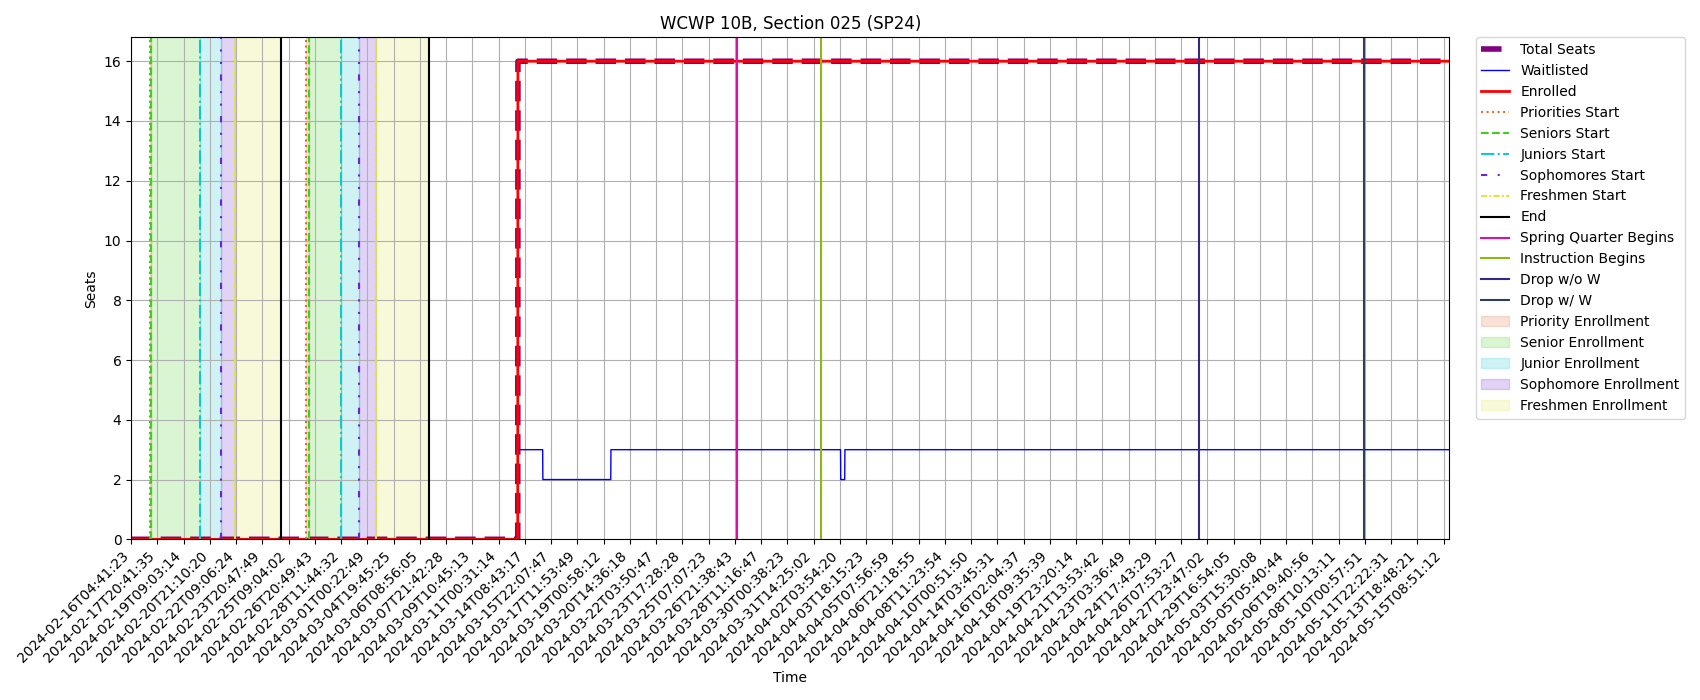 WCWP 10B, Section 025 (SP24)
Seats
16
14
12
10
8
6
4
2
0
2024-02-16T04:41:23
2024-02-17T20:41:35
2024-02-19T09:03:14
2024-02-20T21:10:20
2024-02-22T09:06:24
2024-02-23T20:47:49
2024-02-25T09:04:02
2024-02-26T20:49:43
2024-02-28T11:44:32
2024-03-01T00:22:49
2024-03-04T19:45:25
2024-03-06T08:56:05
2024-03-07T21:42:28
2024-03-09T10:45:13
2024-03-11T00:31:14
2024-03-14T08:43:17
2024-03-15T22:07:47
2024-03-17T11:53:49
2024-03-19T00:58:12
2024-03-20T14:36:18
2024-03-22T03:50:47
2024-03-23T17:28:28
2024-03-25T07:07:23
2024-03-26T21:38:43
2024-03-28T11:16:47
2024-03-30T00:38:23
2024-03-31T14:25:02
2024-04-02T03:54:20
2024-04-03T18:15:23
2024-04-05T07:56:59
2024-04-06T21:18:55
2024-04-08T11:23:54
2024-04-10T00:51:50
2024-04-14T03:45:31
2024-04-16T02:04:37
2024-04-18T09:35:39
2024-04-19T23:20:14
2024-04-21T13:53:42
2024-04-23T03:36:49
2024-04-24T17:43:29
2024-04-26T07:53:27
2024-04-27T23:47:02
2024-04-29T16:54:05
2024-05-03T15:30:08
2024-05-05T05:40:44
2024-05-06T19:40:56
2024-05-08T10:13:11
2024-05-10T00:57:51
2024-05-11T22:22:31
2024-05-13T18:48:21
2024-05-15T08:51:12
Time
Total Seats
Waitlisted
Enrolled
Priorities Start
Seniors Start
Juniors Start
Sophomores Start
Freshmen Start
End
Spring Quarter Begins
Instruction Begins
Drop w/o W
Drop w/ W
Priority Enrollment
Senior Enrollment
Junior Enrollment
Sophomore Enrollment
Freshmen Enrollment